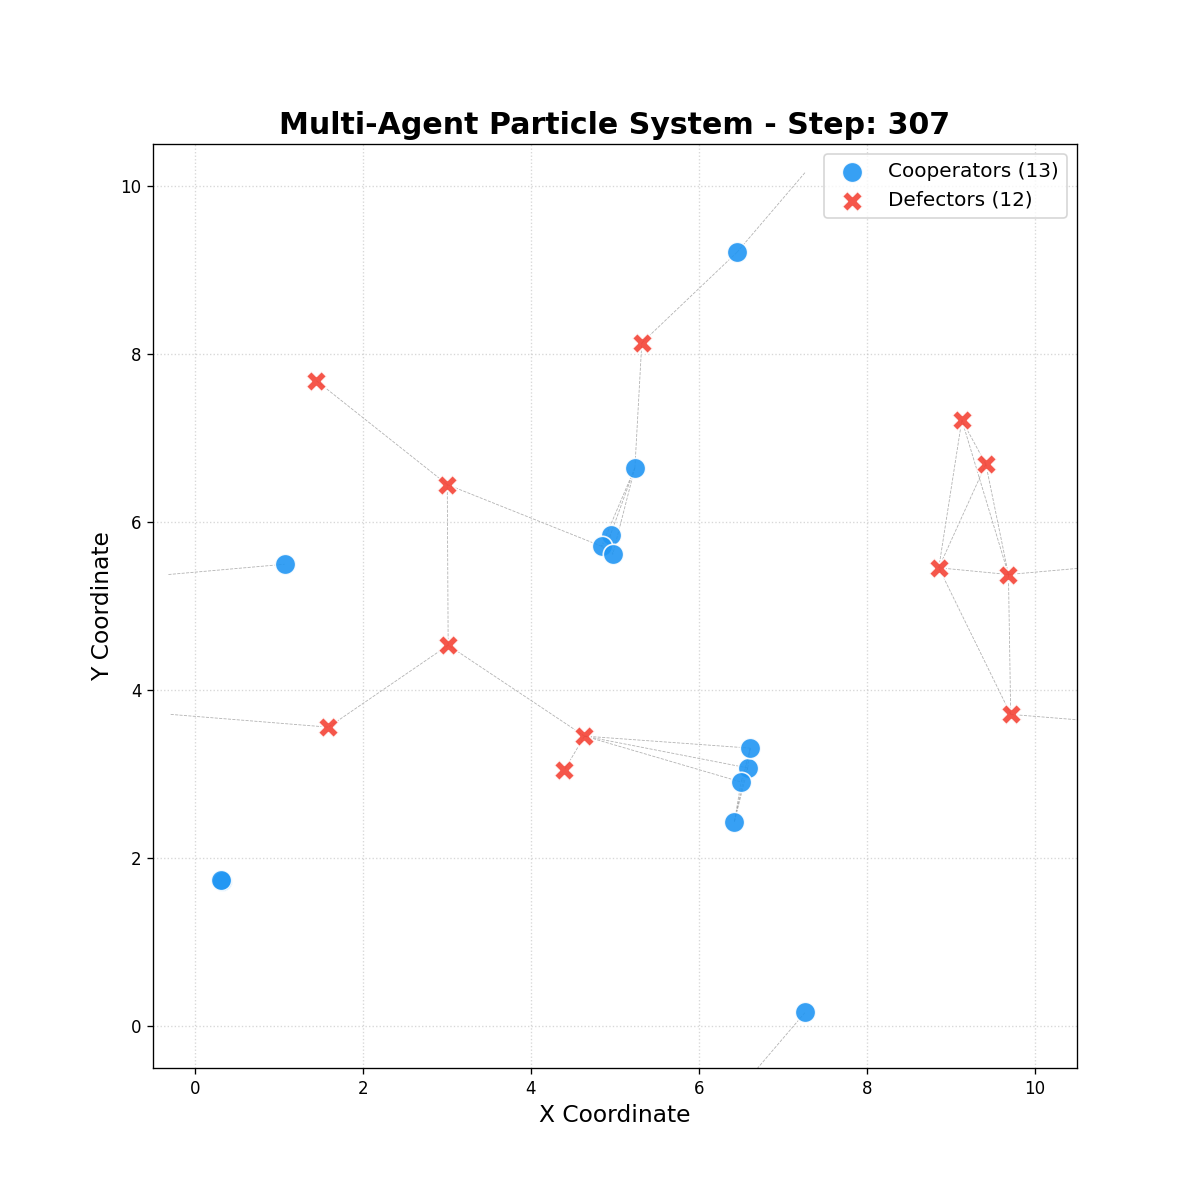 Multi-Agent Particle System - Step: 307
Cooperators (13)
Defectors (12)
10
8
6
4
2
0
Y Coordinate
0
2
4
6
8
10
X Coordinate